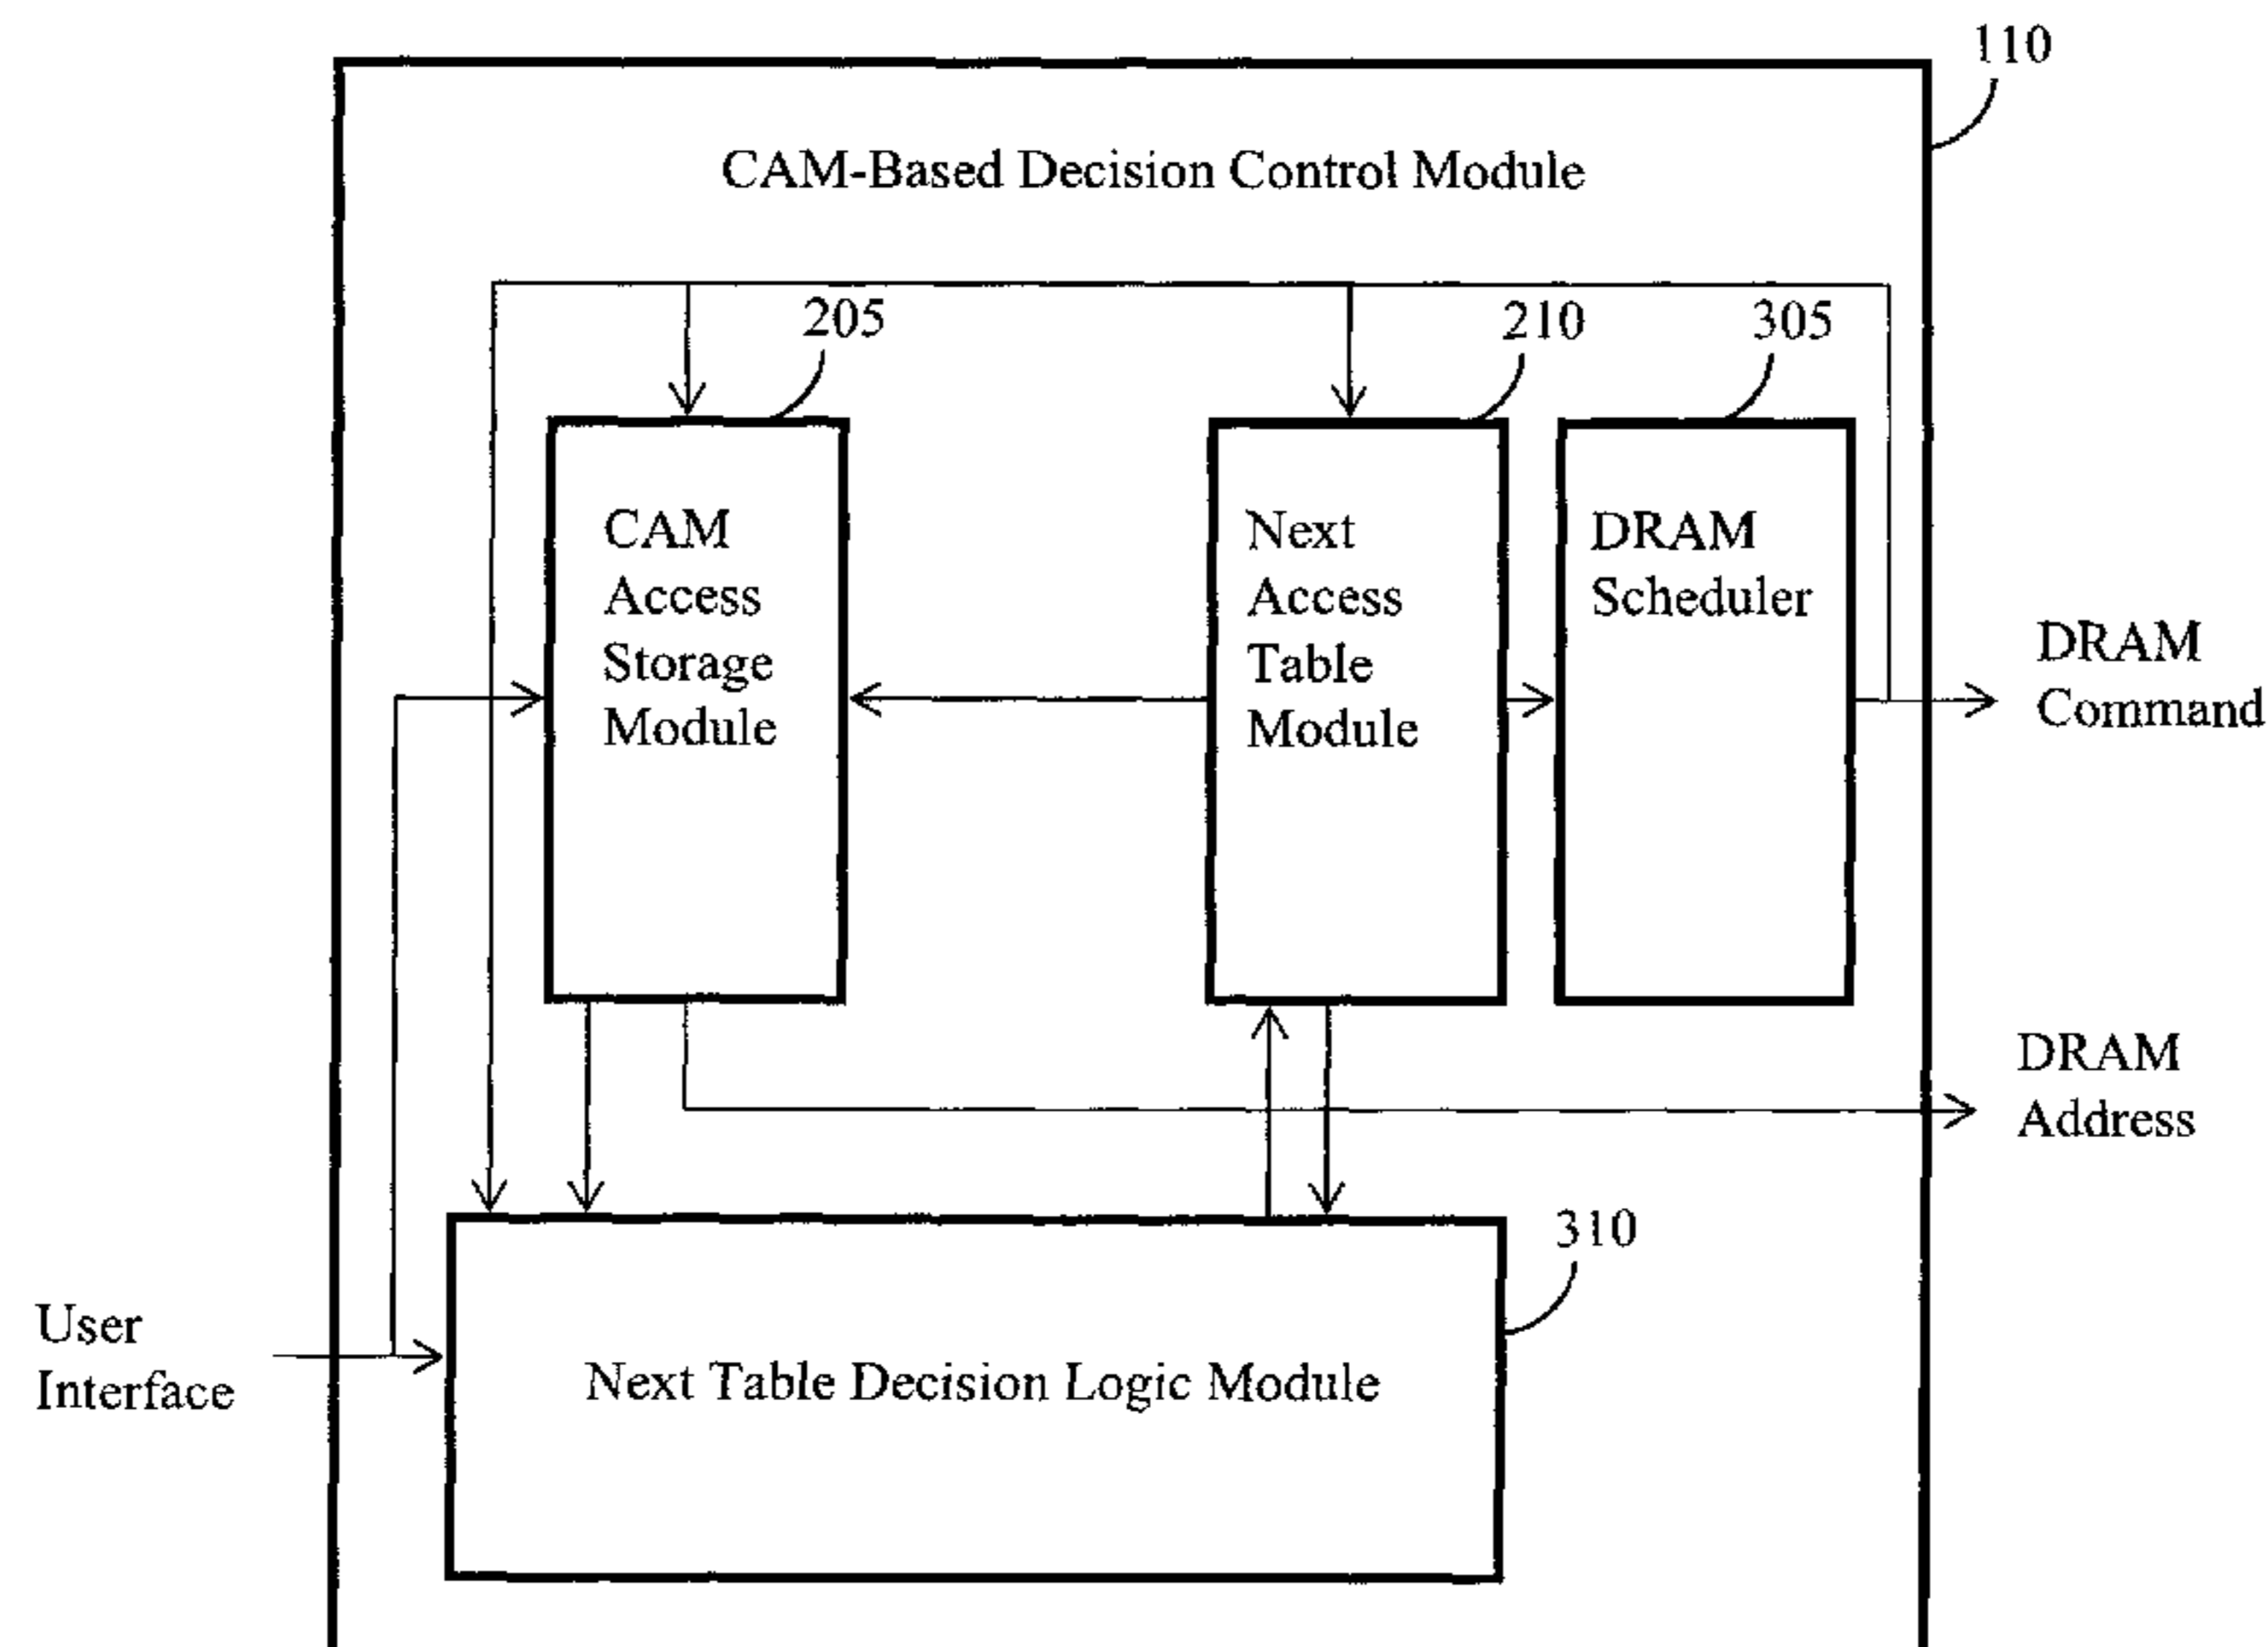 110
CAM-Based Decision Control Module
205
210
305
CAM
Access
Storage
Module
Next
Access
Table
Module
DRAM
Scheduler
DRAM
Command
DRAM
Address
310
User
Interface
Next Table Decision Logic Module